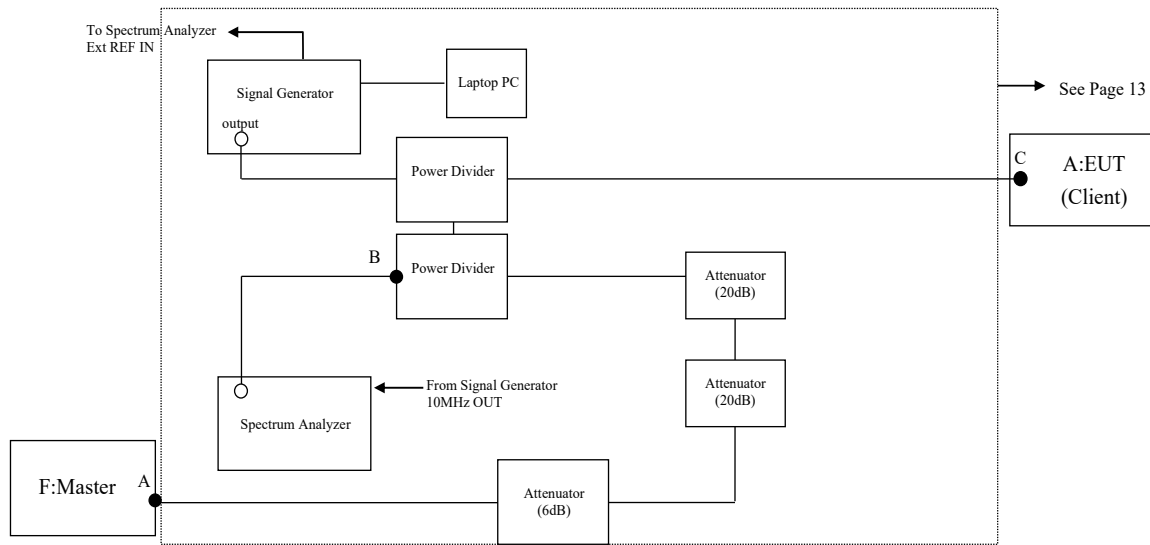 To Spectrum Analyzer
Ext REF IN
Signal Generator
output
Laptop PC
See Page 13
Power Divider
C
A:EUT
(Client)
B
Power Divider
Attenuator
(20dB)
From Signal Generator
10MHz OUT
Attenuator
(20dB)
Spectrum Analyzer
F:Master
A
Attenuator
(6dB)